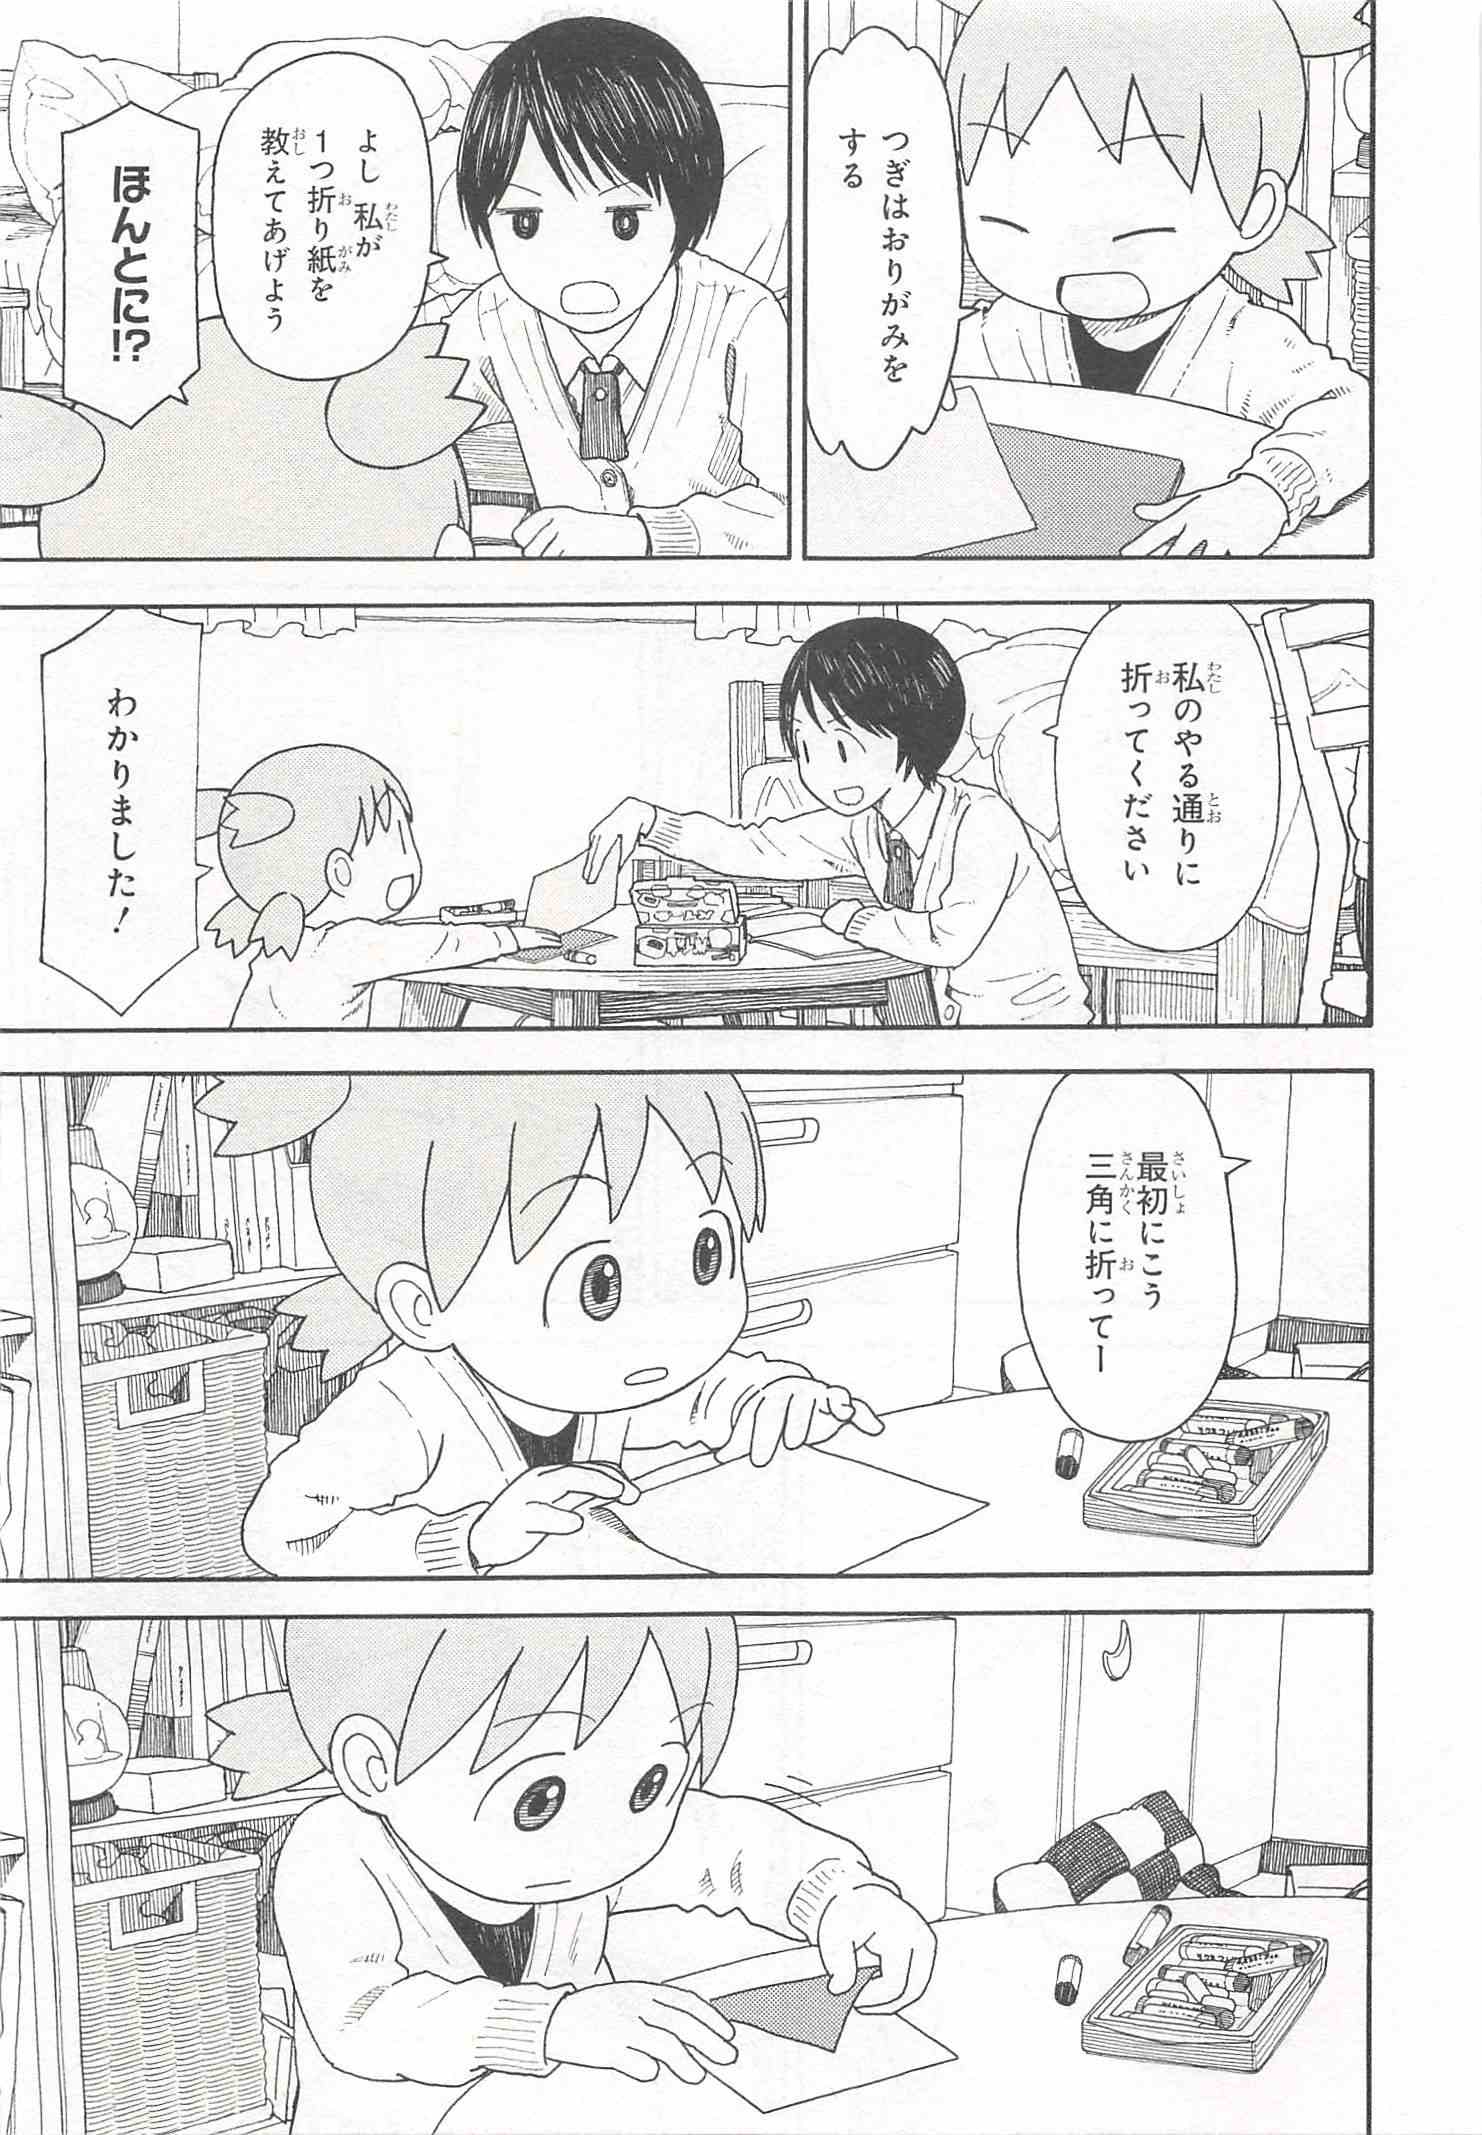 つぎはおりがみを
する
よし 私が
1つ折り紙を
教えてあげよう
ほんとに!?
私のやる通りに
折ってください
わかりました!
最初にこう
三角に折ってー